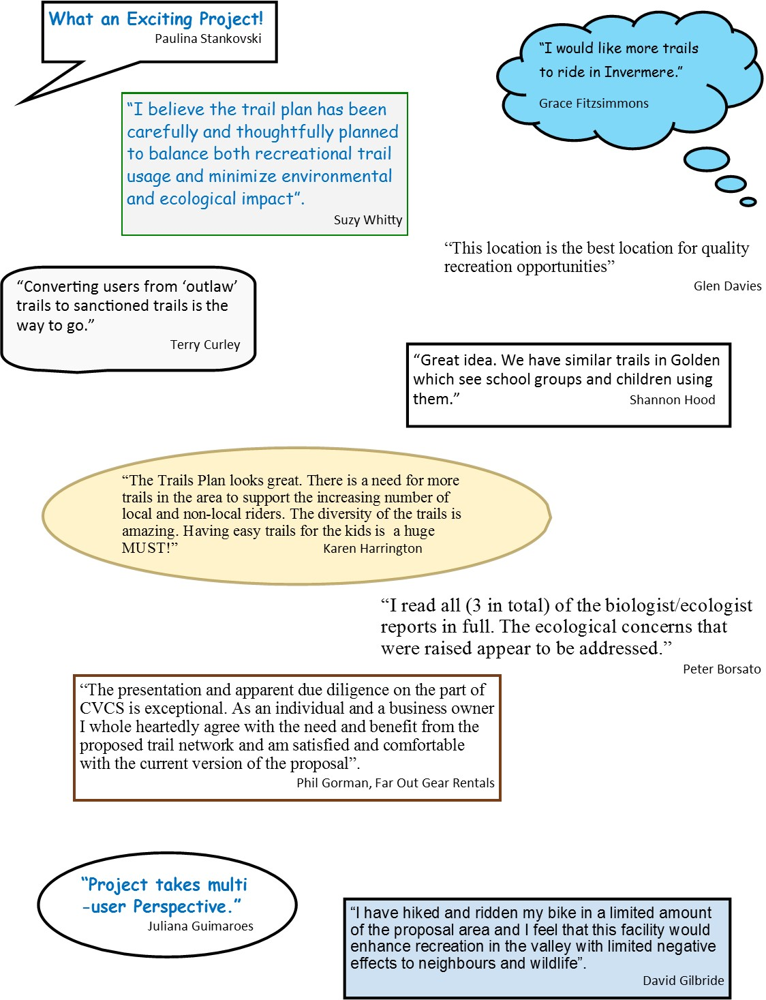 What an Exciting Project!
Paulina Stankovski
“I would like more trails
to ride in Invermere.”
Grace Fitzsimmons
“I believe the trail plan has been
carefully and thoughtfully planned
to balance both recreational trail
usage and minimize environmental
and ecological impact”.
Suzy Whitty
“This location is the best location for quality
recreation opportunities”
Glen Davies
“Converting users from ‘outlaw’
trails to sanctioned trails is the
way to go.”
Terry Curley
“Great idea. We have similar trails in Golden
which see school groups and children using
them.” Shannon Hood
“The Trails Plan looks great. There is a need for more
trails in the area to support the increasing number of
local and non-local riders. The diversity of the trails is
amazing. Having easy trails for the kids is a huge
MUST!” Karen Harrington
“I read all (3 in total) of the biologist/ecologist
reports in full. The ecological concerns that
were raised appear to be addressed.”
Peter Borsato
“The presentation and apparent due diligence on the part of
CVCS is exceptional. As an individual and a business owner
I whole heartedly agree with the need and benefit from the
proposed trail network and am satisfied and comfortable
with the current version of the proposal”.
Phil Gorman, Far Out Gear Rentals
“Project takes multi
-user Perspective.”
Juliana Guimaroes
“I have hiked and ridden my bike in a limited amount
of the proposal area and I feel that this facility would
enhance recreation in the valley with limited negative
effects to neighbours and wildlife”.
David Gilbride